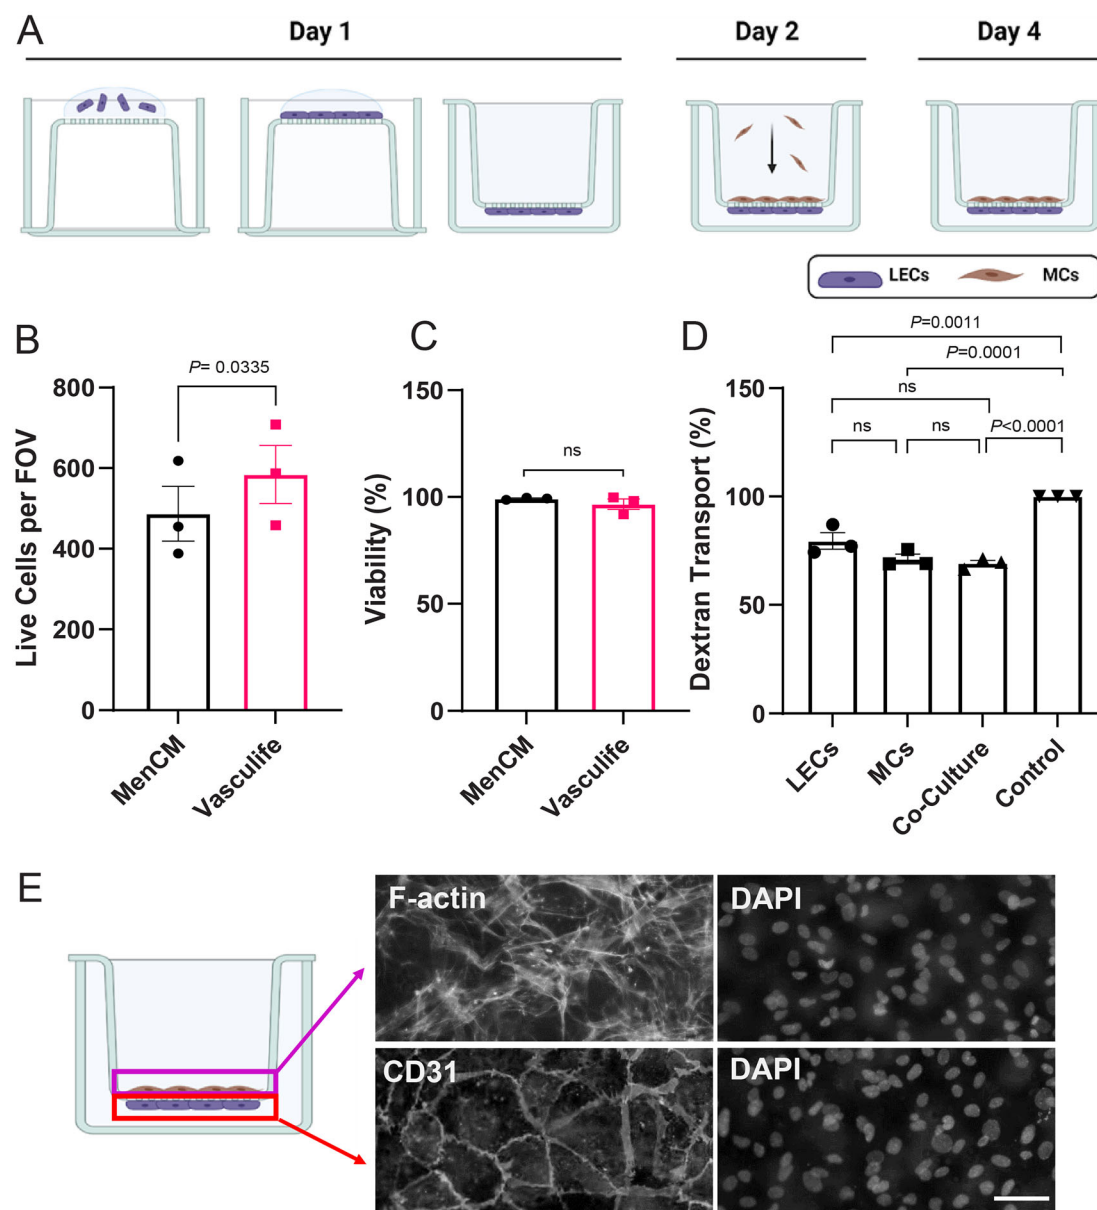 A
Day 1
Day 2
Day 4
LECs
MCs
B
P= 0.0335
Live Cells per FOV
800
600
400
200
0
MenCM
Vasculife
C
ns
Viability (%)
150
100
50
0
MenCM
Vasculife
D
P=0.0011
P=0.0001
ns
ns
ns
P<0.0001
Dextran Transport (%)
150
100
50
0
LECs
MCs
Co-Culture
Control
E
F-actin
DAPI
CD31
DAPI